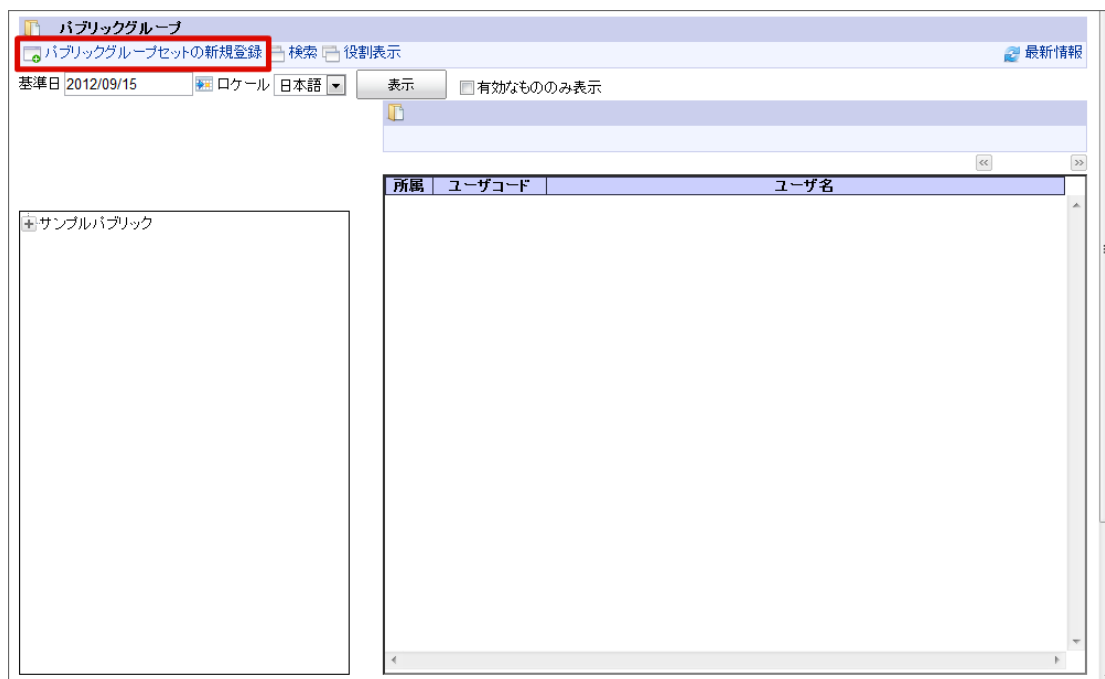 パブリックグループ
パブリックグループセットの新規登録 検索 役割表示 最新情報
基準日 2012/09/15 ロケール 日本語 表示 有効なもののみ表示
<< >>
所属 ユーザコード ユーザ名
サンプルパブリック